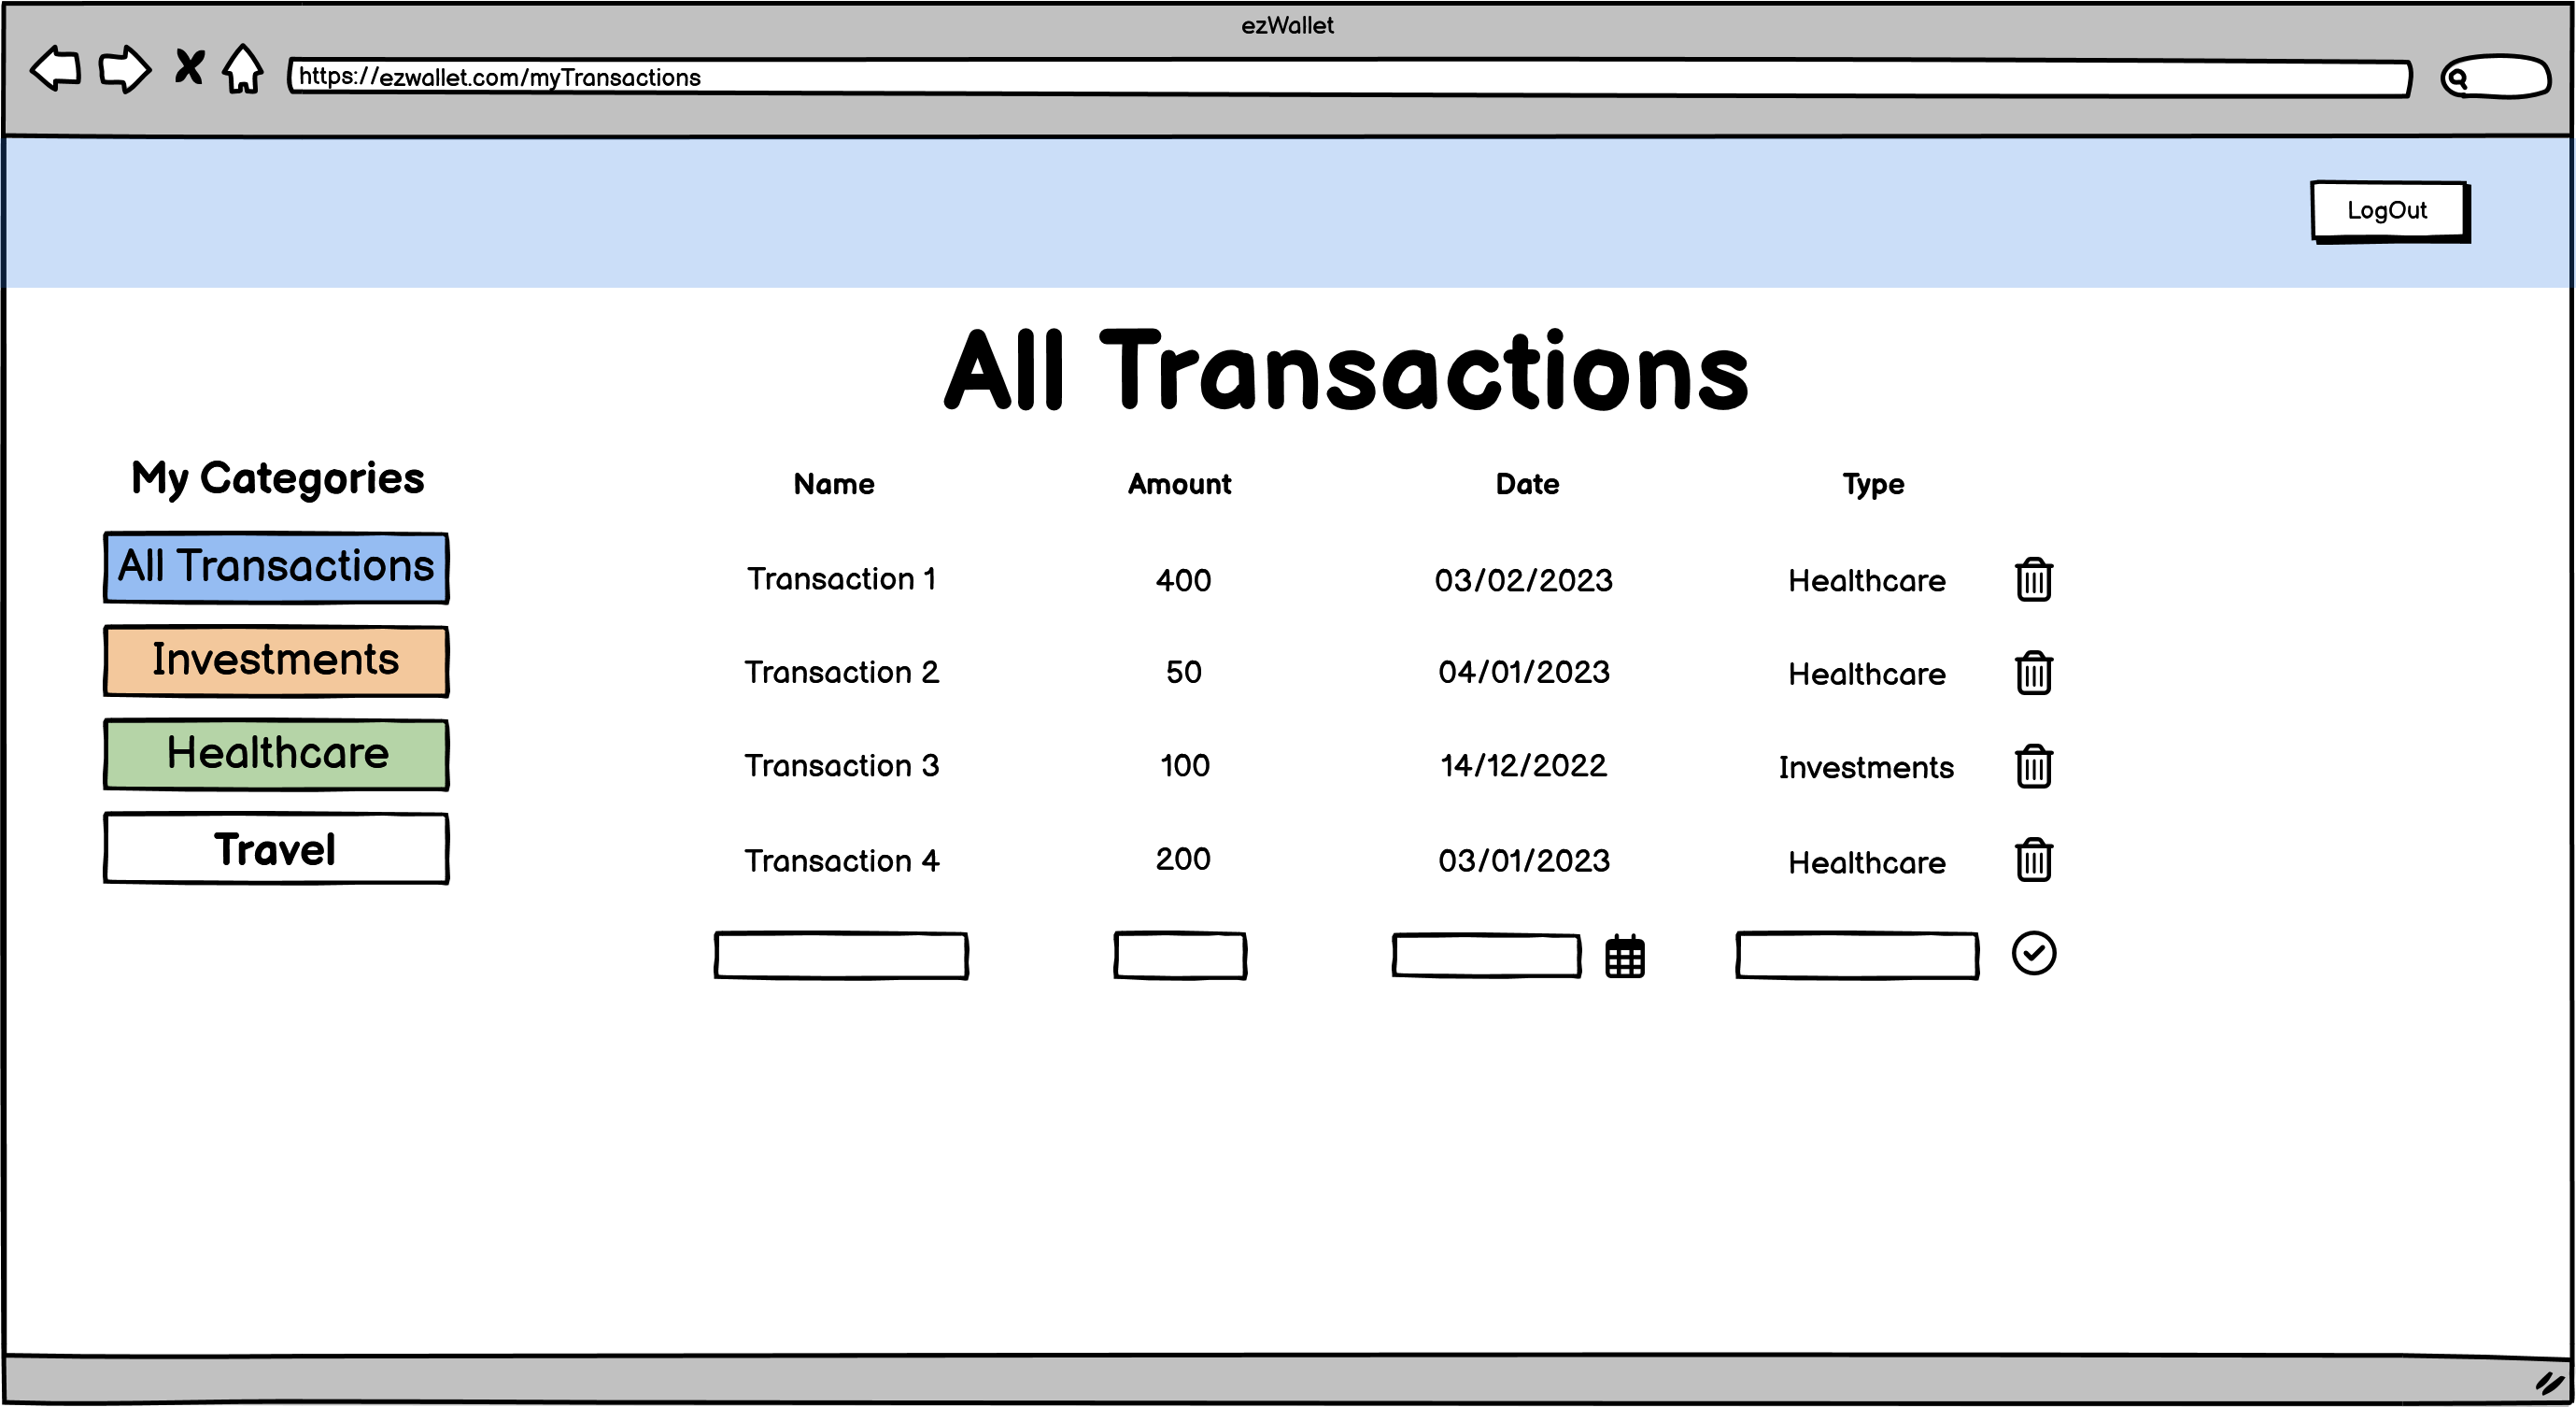 ezWallet
https://ezwallet.com/myTransactions
LogOut
All Transactions
My Categories
All Transactions
Investments
Healthcare
Travel
Name Amount Date Type
Transaction 1 400 03/02/2023 Healthcare
Transaction 2 50 04/01/2023 Healthcare
Transaction 3 100 14/12/2022 Investments
Transaction 4 200 03/01/2023 Healthcare